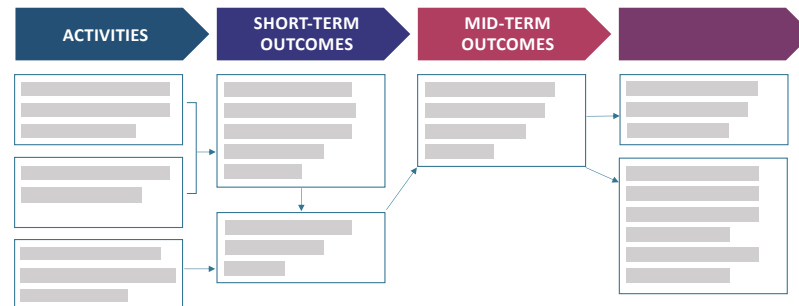 ACTIVITIES
SHORT-TERM
OUTCOMES
MID-TERM
OUTCOMES